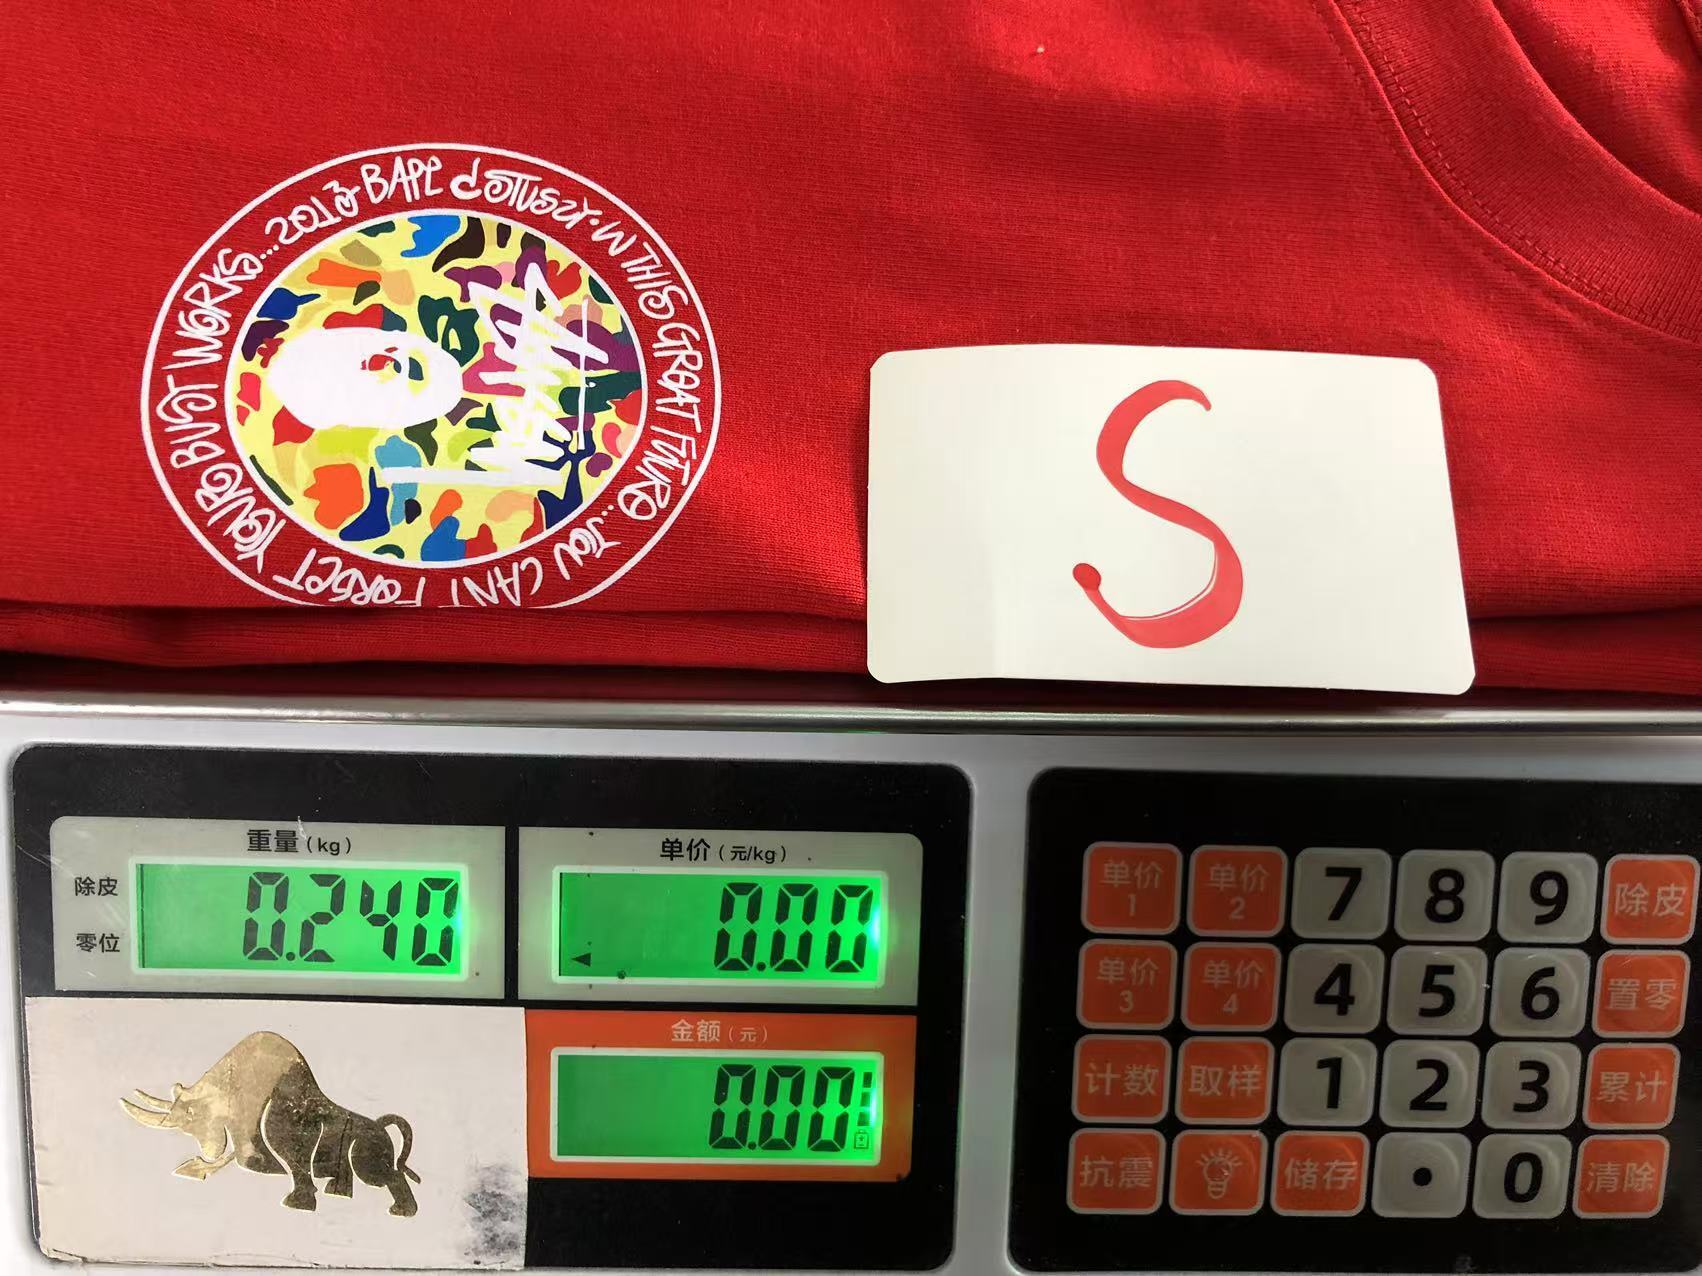 2013 BAPE & STUSSY. IN THIS GREAT FUTURE... YOU CAN'T FORGET YOUR BUST WORKS...
S
重量(kg)
单价(元/kg)
除皮
零位
0.240
0.00
金额(元)
0.00
单价1 单价2 7 8 9 除皮
单价3 单价4 4 5 6 置零
计数 取样 1 2 3 累计
抗震 储存 . 0 清除